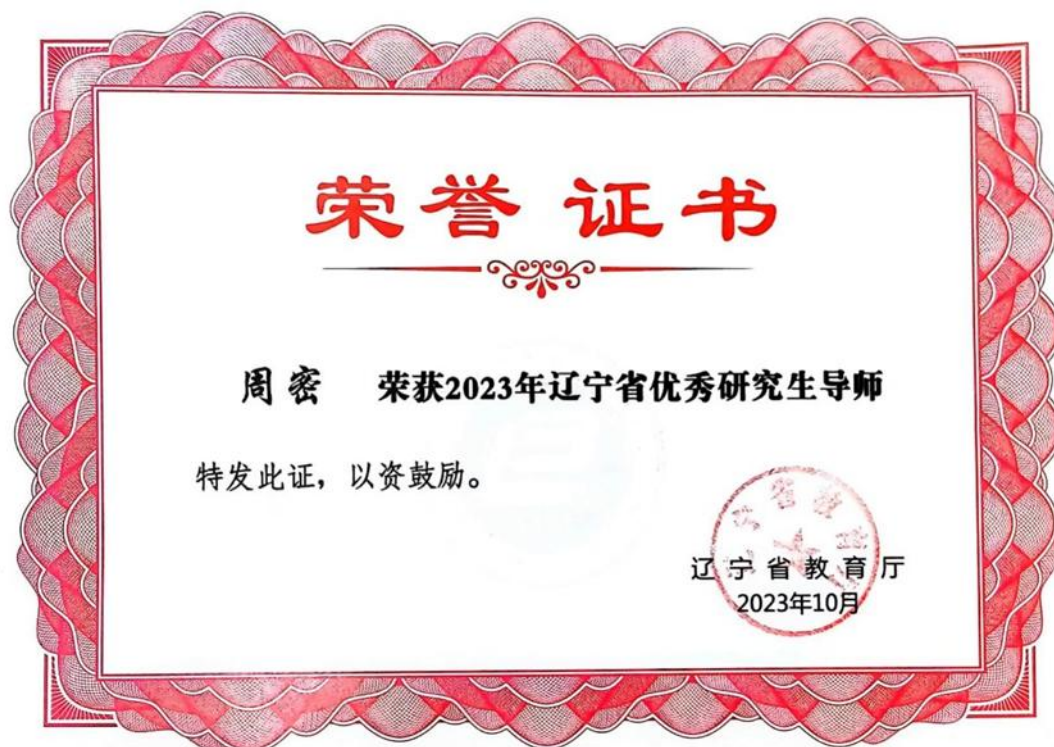 荣誉证书
周密 荣获2023年辽宁省优秀研究生导师
特发此证，以资鼓励。
辽宁省教育厅
2023年10月